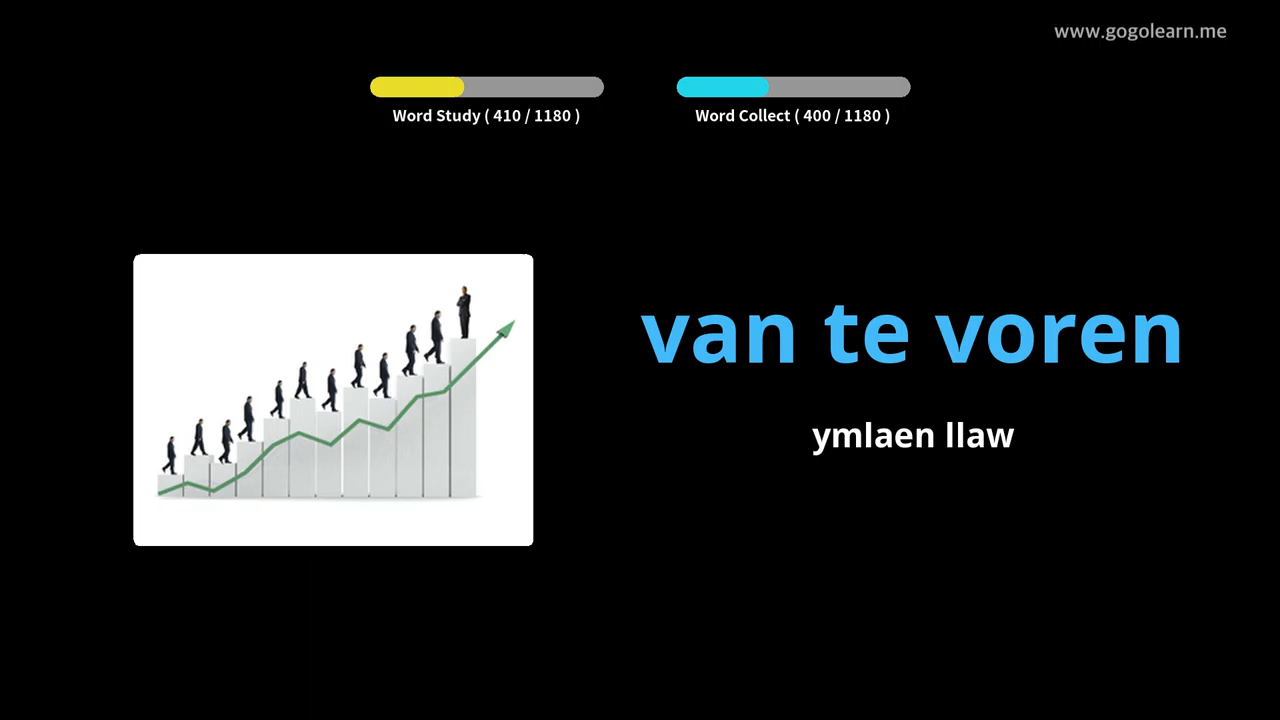 www.gogolearn.me
Word Study ( 410 / 1180 )
Word Collect ( 400 / 1180 )
van te voren
ymlaen llaw